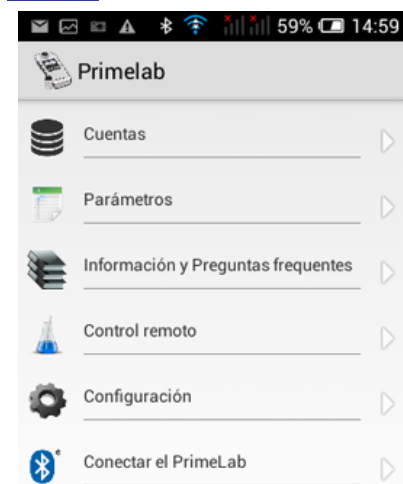 59% 14:59
Primelab
Cuentas
Parámetros
Información y Preguntas frequentes
Control remoto
Configuración
Conectar el PrimeLab